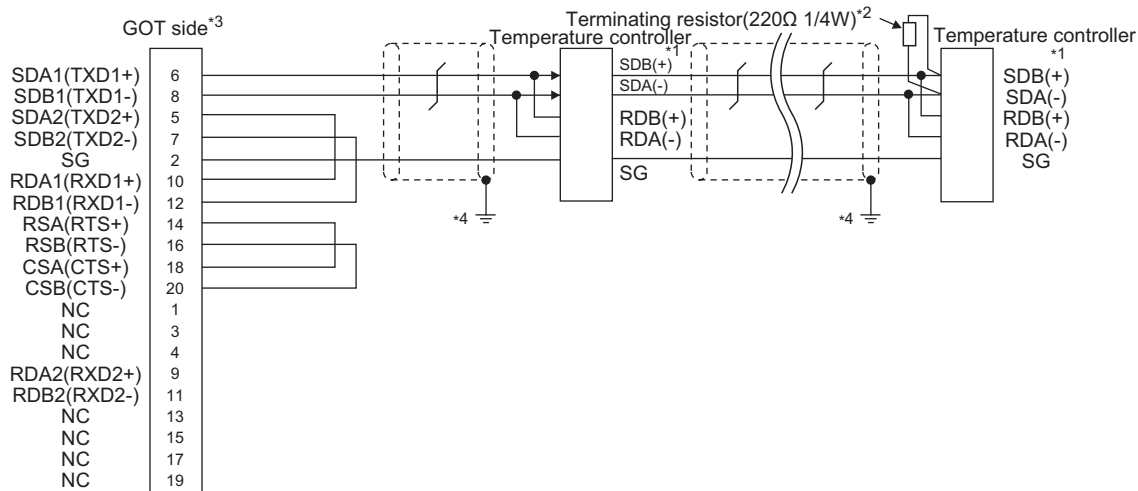 Terminating resistor(220Ω 1/4W)*2
GOT side*3
Temperature controller
*1
Temperature controller
*1
SDA1(TXD1+) 6
SDB1(TXD1-) 8
SDA2(TXD2+) 5
SDB2(TXD2-) 7
SG 2
RDA1(RXD1+) 10
RDB1(RXD1-) 12
RSA(RTS+) 14
RSB(RTS-) 16
CSA(CTS+) 18
CSB(CTS-) 20
NC 1
NC 3
NC 4
RDA2(RXD2+) 9
RDB2(RXD2-) 11
NC 13
NC 15
NC 17
NC 19
SDB(+)
SDA(-)
RDB(+)
RDA(-)
SG
*4
*4
SDB(+)
SDA(-)
RDB(+)
RDA(-)
SG